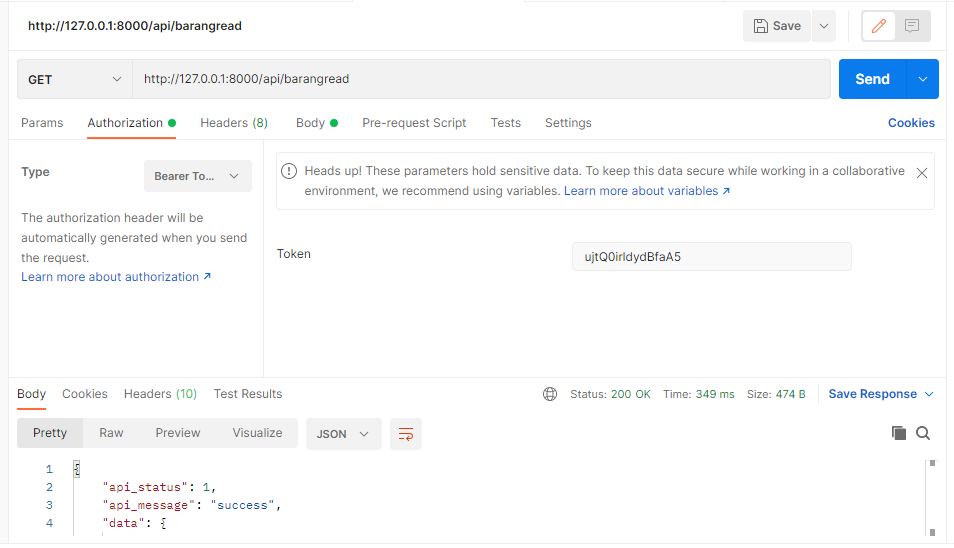 http://127.0.0.1:8000/api/barangread
Save
GET
http://127.0.0.1:8000/api/barangread
Send
Params Authorization Headers (8) Body Pre-request Script Tests Settings Cookies
Type
Bearer To...
The authorization header will be
automatically generated when you send
the request.
Learn more about authorization ↗
Heads up! These parameters hold sensitive data. To keep this data secure while working in a collaborative
environment, we recommend using variables. Learn more about variables ↗
Token
ujtQ0irldydBfaA5
Body Cookies Headers (10) Test Results
Status: 200 OK Time: 349 ms Size: 474 B Save Response
Pretty Raw Preview Visualize JSON
1 {
2 "api_status": 1,
3 "api_message": "success",
4 "data": {